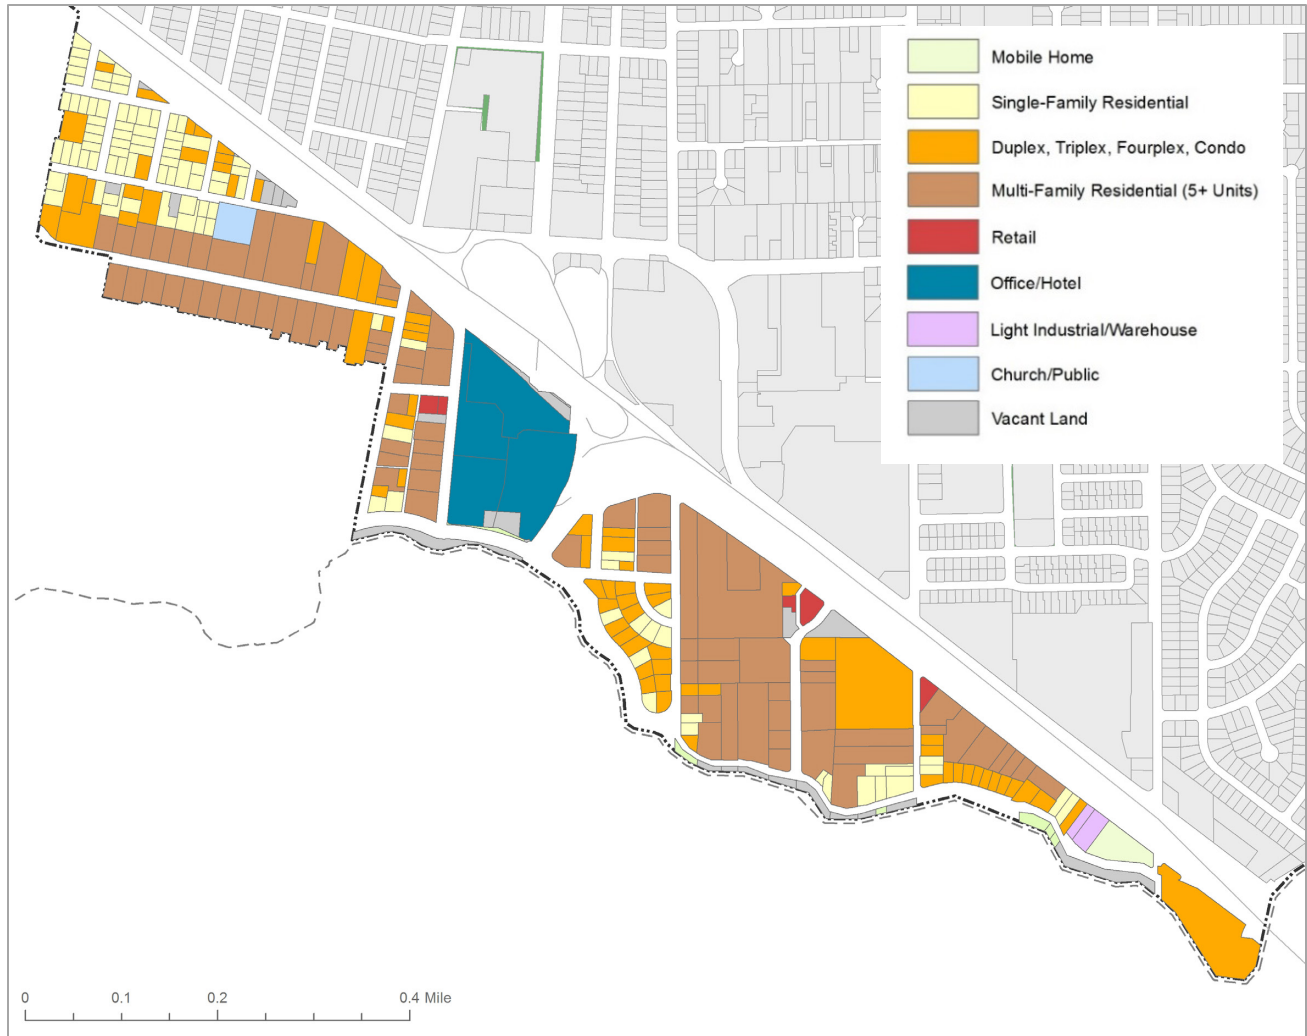 Mobile Home
Single-Family Residential
Duplex, Triplex, Fourplex, Condo
Multi-Family Residential (5+ Units)
Retail
Office/Hotel
Light Industrial/Warehouse
Church/Public
Vacant Land
0 0.1 0.2 0.4 Mile